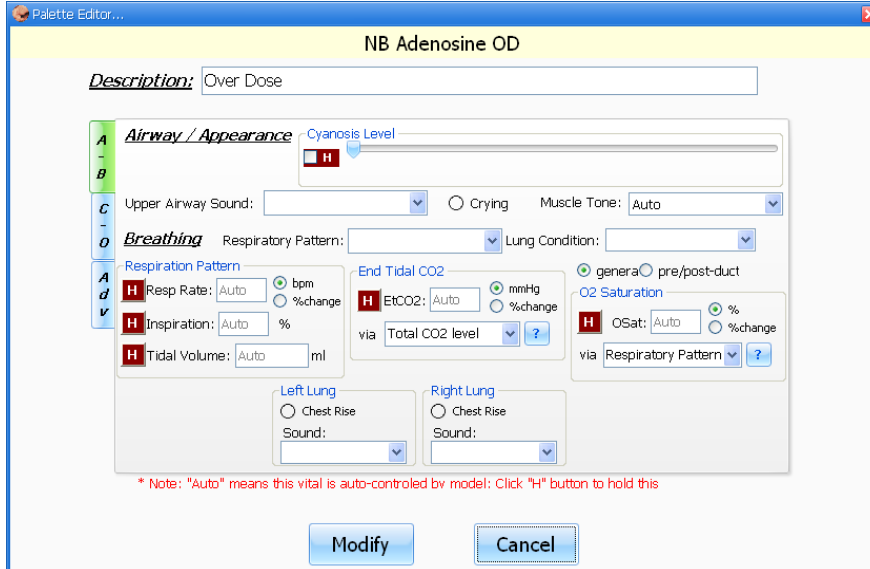 Palette Editor...
NB Adenosine OD
Description: Over Dose
A - B
Airway / Appearance
Cyanosis Level
H
C - O
Upper Airway Sound:
Crying
Muscle Tone: Auto
Breathing
Respiratory Pattern:
Lung Condition:
Adv
Respiration Pattern
H Resp Rate: Auto bpm
%change
H Inspiration: Auto %
H Tidal Volume: Auto ml
End Tidal CO2
H EtCO2: Auto mmHg
%change
via Total CO2 level ?
genera pre/post-duct
O2 Saturation
H OSat: Auto %
%change
via Respiratory Pattern ?
Left Lung
Chest Rise
Sound:
Right Lung
Chest Rise
Sound:
* Note: "Auto" means this vital is auto-controled by model: Click "H" button to hold this
Modify
Cancel